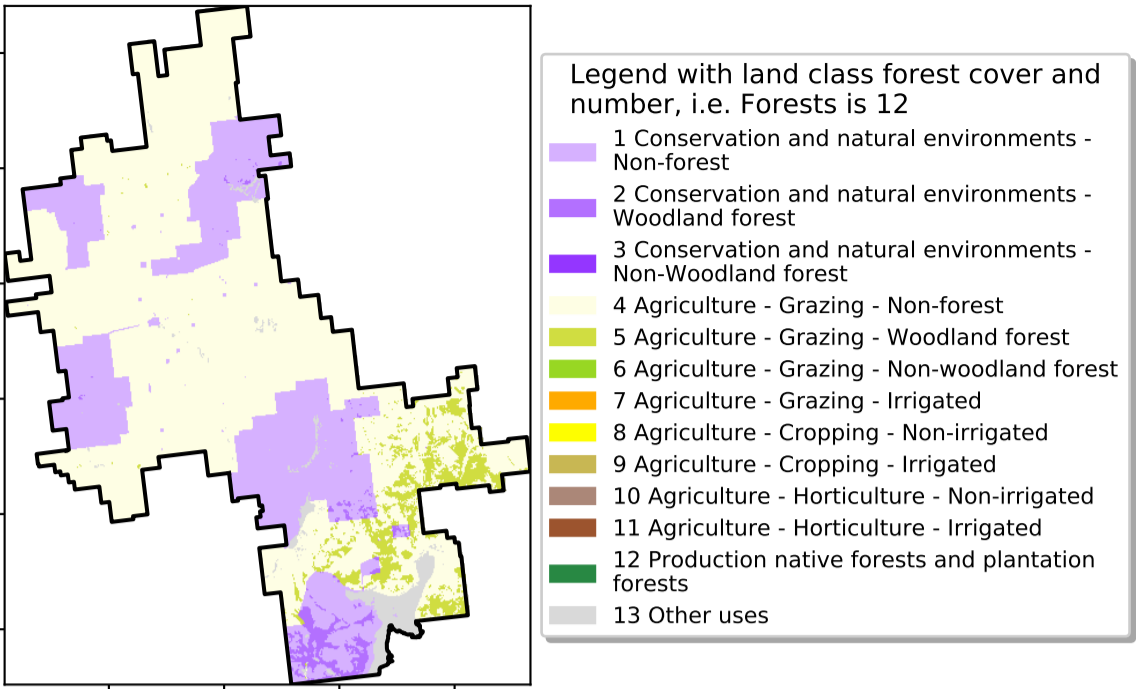 Legend with land class forest cover and
number, i.e. Forests is 12
1 Conservation and natural environments -
Non-forest
2 Conservation and natural environments -
Woodland forest
3 Conservation and natural environments -
Non-Woodland forest
4 Agriculture - Grazing - Non-forest
5 Agriculture - Grazing - Woodland forest
6 Agriculture - Grazing - Non-woodland forest
7 Agriculture - Grazing - Irrigated
8 Agriculture - Cropping - Non-irrigated
9 Agriculture - Cropping - Irrigated
10 Agriculture - Horticulture - Non-irrigated
11 Agriculture - Horticulture - Irrigated
12 Production native forests and plantation
forests
13 Other uses